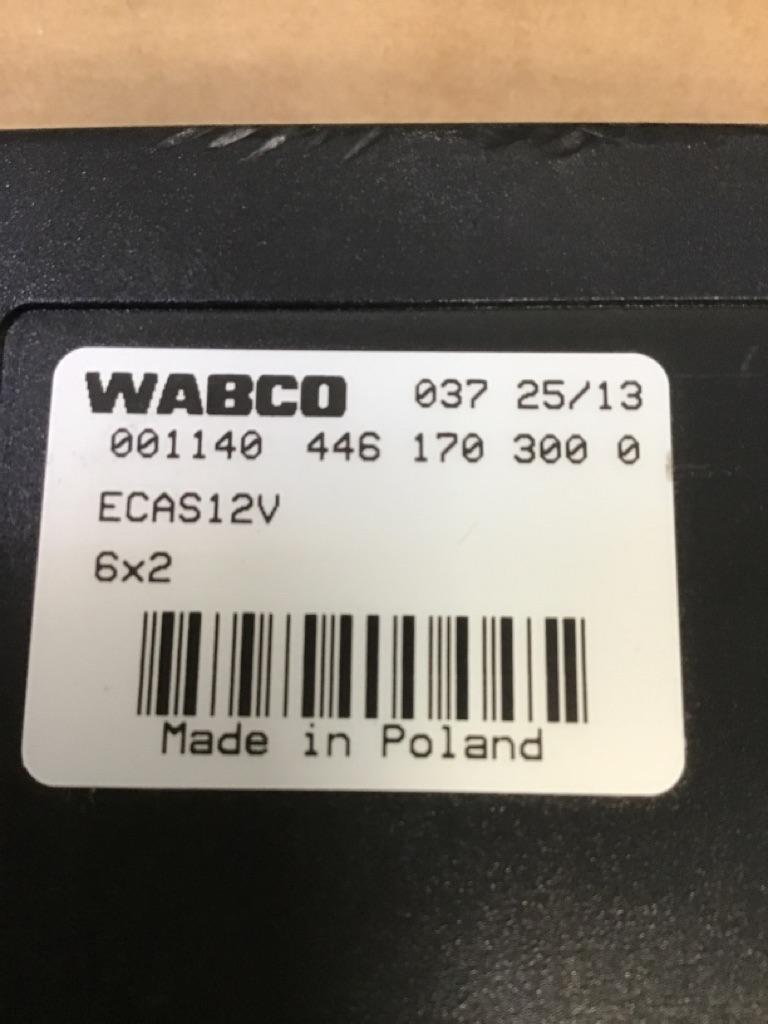 WABCO 037 25/13
001140 446 170 300 0
ECAS12V
6x2
Made in Poland